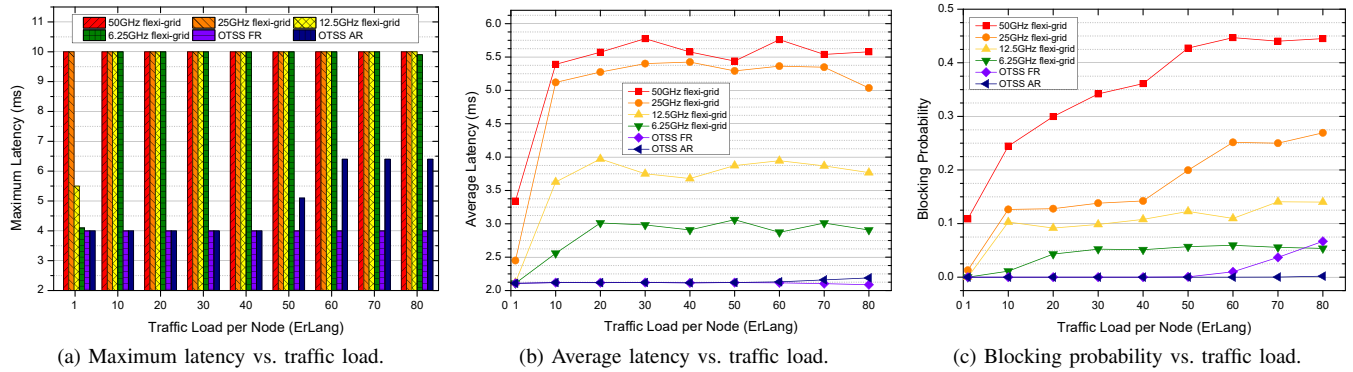 50GHz flexi-grid 25GHz flexi-grid 12.5GHz flexi-grid
6.25GHz flexi-grid OTSS FR OTSS AR
Maximum Latency (ms)
11
10
9
8
7
6
5
4
3
2
1 10 20 30 40 50 60 70 80
Traffic Load per Node (ErLang)
(a) Maximum latency vs. traffic load.
Average Latency (ms)
6.0
5.5
5.0
4.5
4.0
3.5
3.0
2.5
2.0
50GHz flexi-grid
25GHz flexi-grid
12.5GHz flexi-grid
6.25GHz flexi-grid
OTSS FR
OTSS AR
0 1 10 20 30 40 50 60 70 80
Traffic Load per Node (ErLang)
(b) Average latency vs. traffic load.
Blocking Probability
0.5
0.4
0.3
0.2
0.1
0.0
50GHz flexi-grid
25GHz flexi-grid
12.5GHz flexi-grid
6.25GHz flexi-grid
OTSS FR
OTSS AR
0 1 10 20 30 40 50 60 70 80
Traffic Load per Node (ErLang)
(c) Blocking probability vs. traffic load.